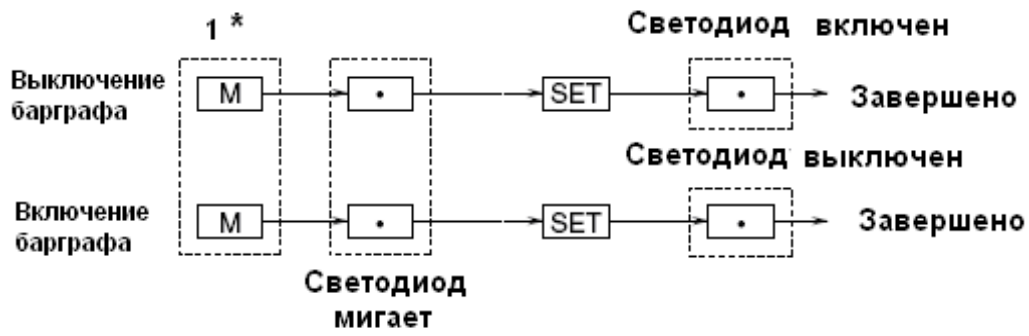 1 *
Светодиод включен
Выключение
барграфа
M
SET
Завершено
Светодиод выключен
Включение
барграфа
M
SET
Завершено
Светодиод
мигает